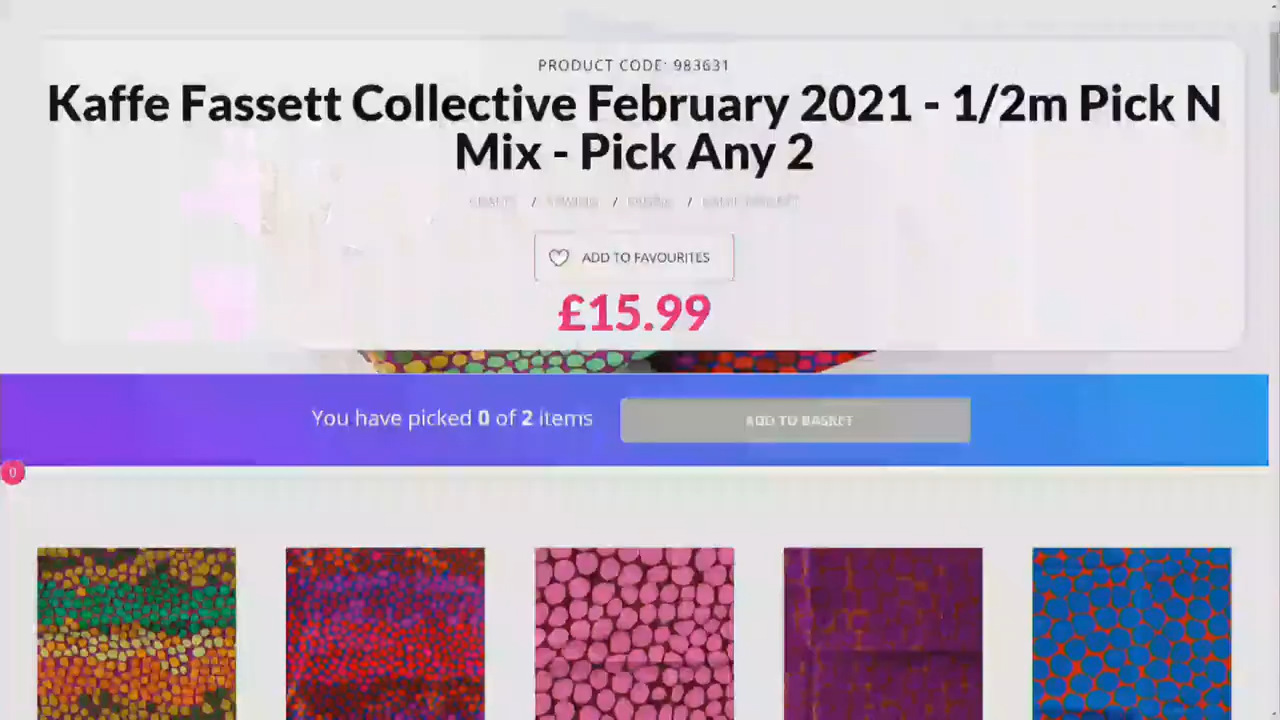 PRODUCT CODE: 983631
Kaffe Fassett Collective February 2021 - 1/2m Pick N
Mix - Pick Any 2
/ / /
ADD TO FAVOURITES
£15.99
You have picked 0 of 2 items
ADD TO BASKET
0